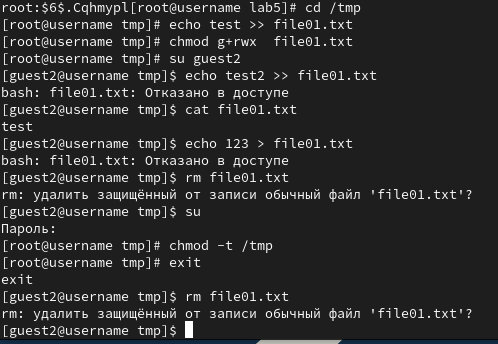 root:$6$.Cqhmypl[root@username lab5]# cd /tmp
[root@username tmp]# echo test >> file01.txt
[root@username tmp]# chmod g+rwx  file01.txt
[root@username tmp]# su guest2
[guest2@username tmp]$ echo test2 >> file01.txt
bash: file01.txt: Отказано в доступе
[guest2@username tmp]$ cat file01.txt
test
[guest2@username tmp]$ echo 123 > file01.txt
bash: file01.txt: Отказано в доступе
[guest2@username tmp]$ rm file01.txt
rm: удалить защищённый от записи обычный файл 'file01.txt'?
[guest2@username tmp]$ su
Пароль:
[root@username tmp]# chmod -t /tmp
[root@username tmp]# exit
exit
[guest2@username tmp]$ rm file01.txt
rm: удалить защищённый от записи обычный файл 'file01.txt'?
[guest2@username tmp]$